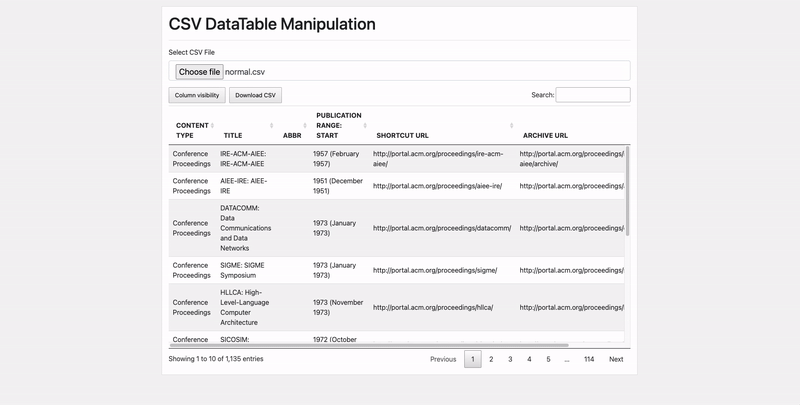 CSV DataTable Manipulation
Select CSV File
Choose file normal.csv
Column visibility Download CSV Search:
CONTENT TYPE TITLE ABBR PUBLICATION RANGE: START SHORTCUT URL ARCHIVE URL
Conference IRE-ACM-AIEE: 1957 (February http://portal.acm.org/proceedings/ire-acm- http://portal.acm.org/proceedings/
Proceedings IRE-ACM-AIEE 1957) aiee/ aiee/archive/
Conference AIEE-IRE: AIEE- 1951 (December http://portal.acm.org/proceedings/aiee-ire/ http://portal.acm.org/proceedings/
Proceedings IRE 1951)
DATACOMM:
Data
Conference Communications 1973 (January http://portal.acm.org/proceedings/datacomm/ http://portal.acm.org/proceedings/
Proceedings and Data 1973)
Networks
Conference SIGME: SIGME 1973 (January http://portal.acm.org/proceedings/sigme/ http://portal.acm.org/proceedings/
Proceedings Symposium 1973)
HLLCA: High-
Conference Level-Language 1973 (November http://portal.acm.org/proceedings/hllca/ http://portal.acm.org/proceedings/
Proceedings Computer 1973)
Architecture
Conference SICOSIM: 1972 (October
Showing 1 to 10 of 1,135 entries Previous 1 2 3 4 5 … 114 Next